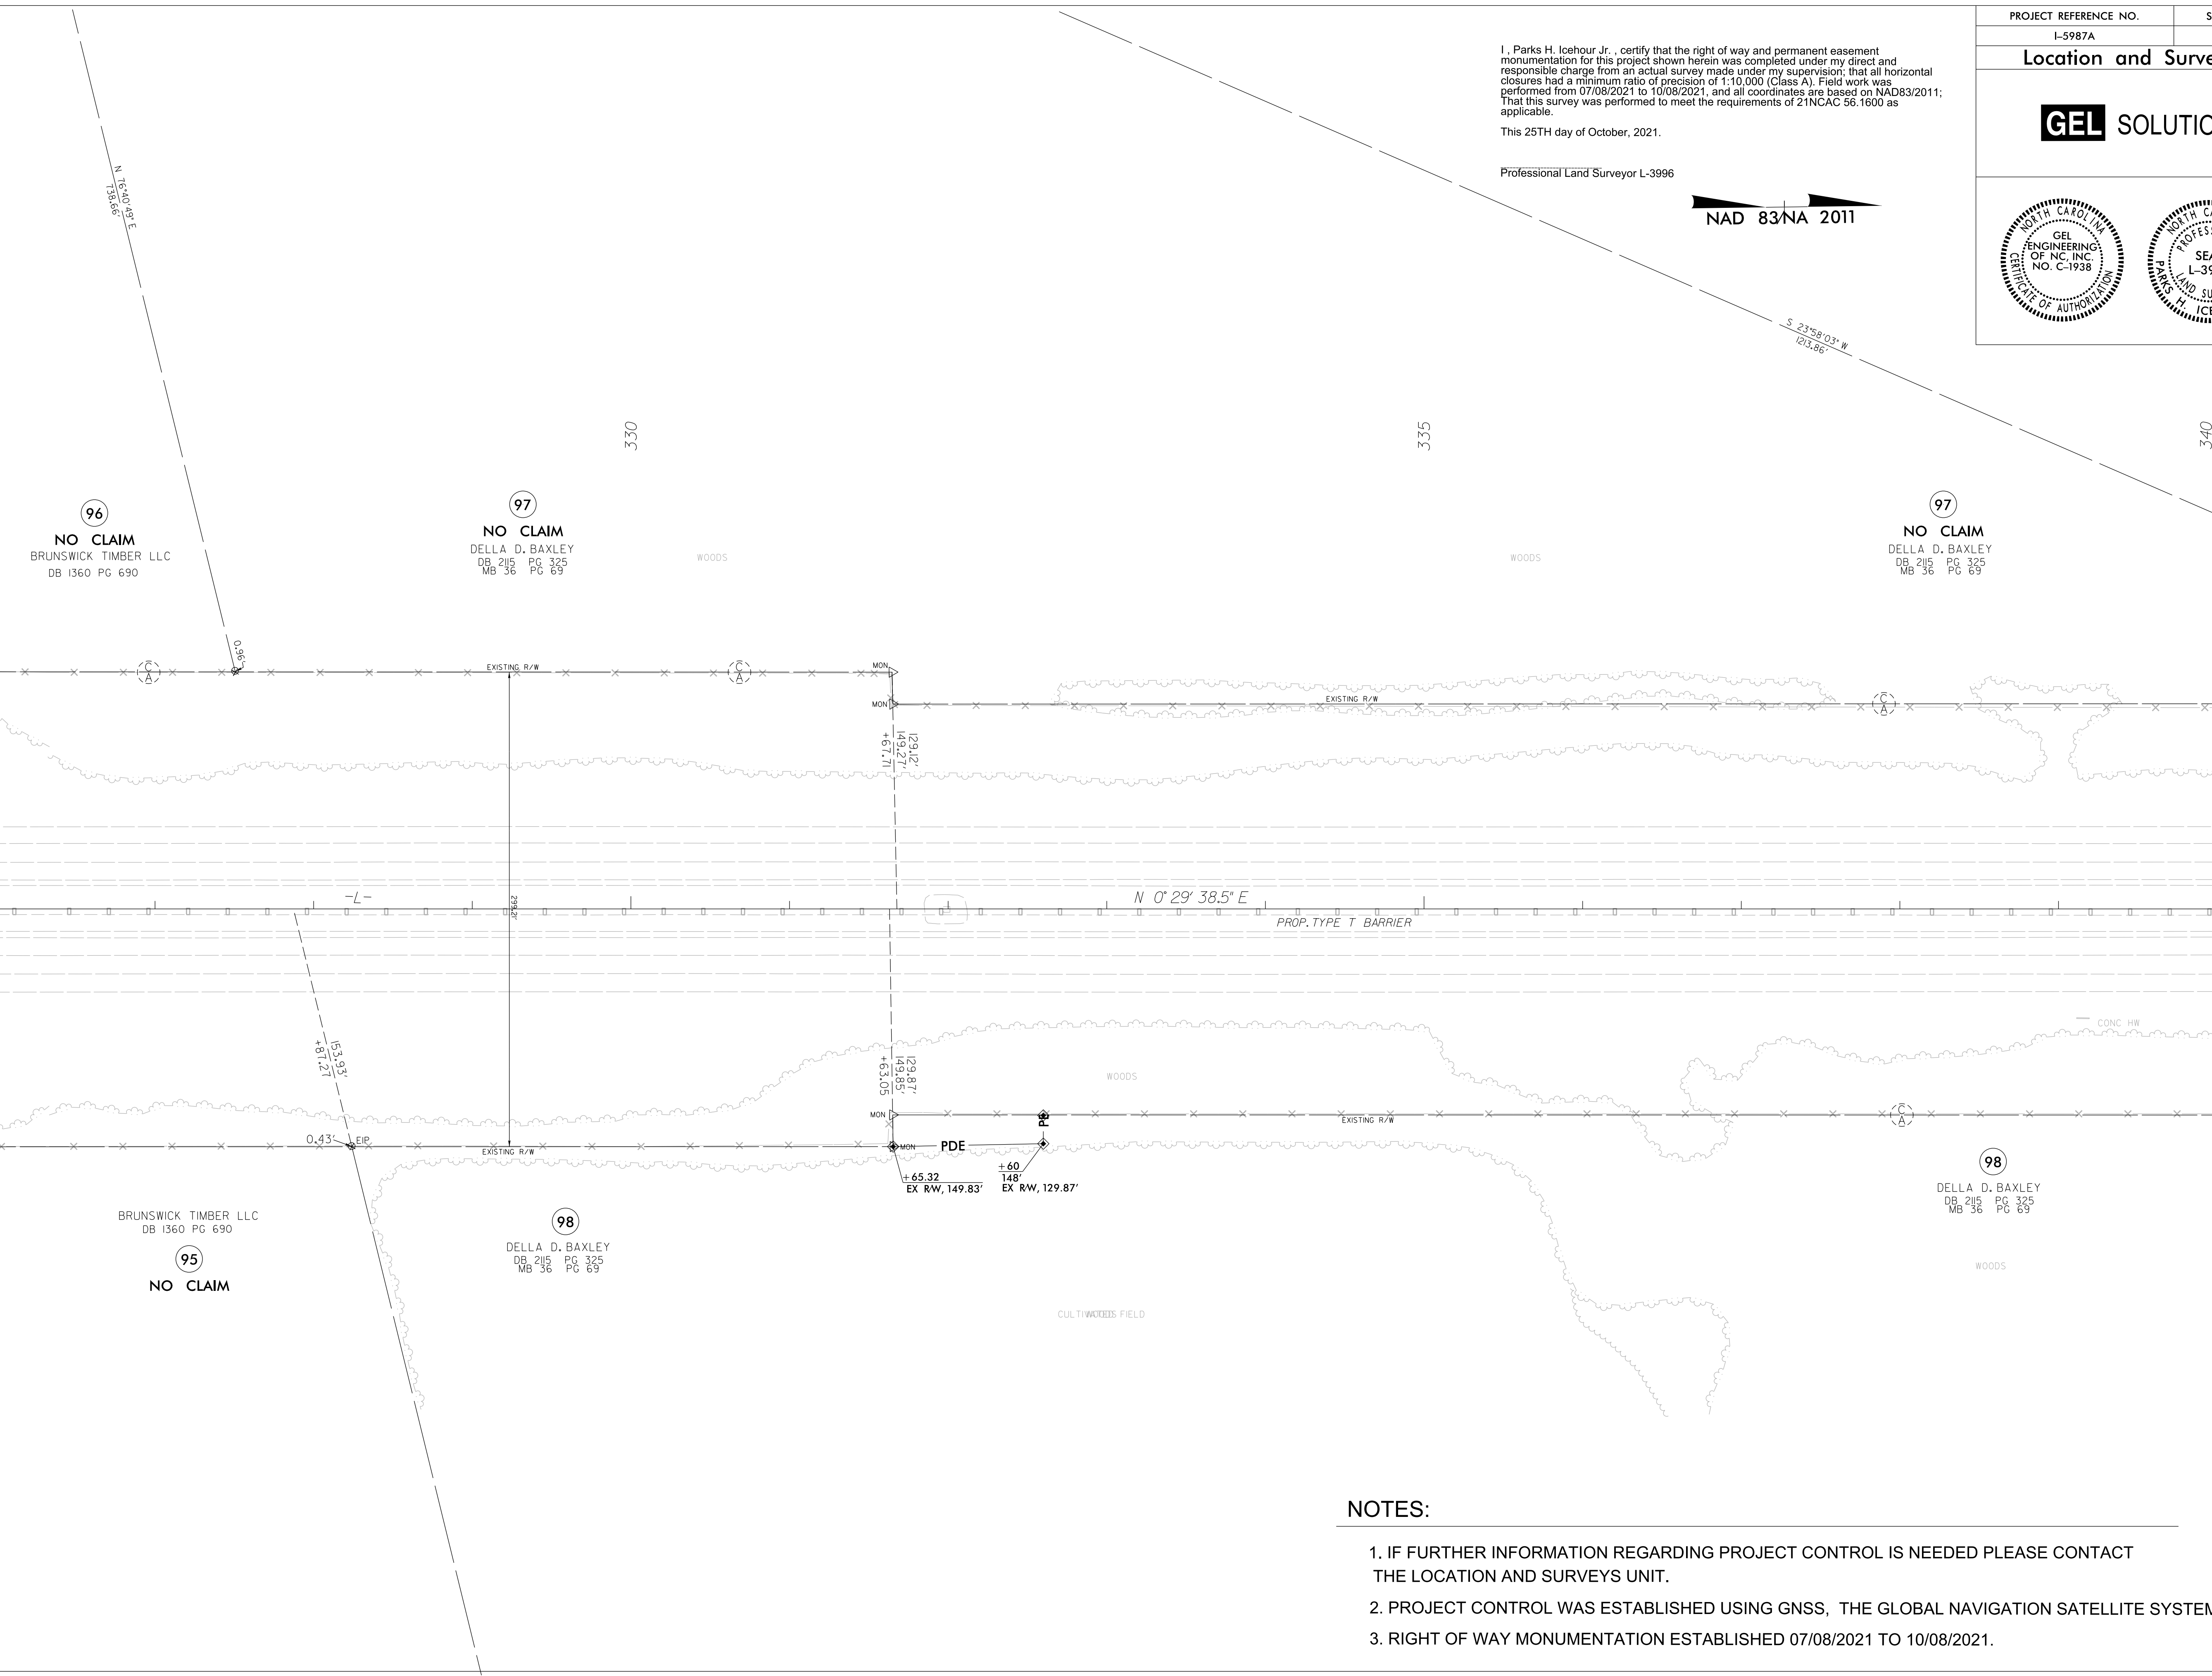 PROJECT REFERENCE NO.
I-5987A
Location and
GEL
I , Parks H. Icehour Jr. , certify that the right of way and permanent easement
monumentation for this project shown herein was completed under my direct and
responsible charge from an actual survey made under my supervision; that all horizontal
closures had a minimum ratio of precision of 1:10,000 (Class A). Field work was
performed from 07/08/2021 to 10/08/2021, and all coordinates are based on NAD83/2011;
That this survey was performed to meet the requirements of 21NCAC 56.1600 as
applicable.
This 25TH day of October, 2021.
Professional Land Surveyor L-3996
NAD 83/NA 2011
NORTH CAROLINA
GEL
ENGINEERING
OF NC, INC.
NO. C-1938
CERTIFICATE OF AUTHORIZATION
NORTH
LAND
PARKS H.
N 76°40'49" E
738.66'
S 23°58'03" W
1213.86'
330
335
340
96
NO CLAIM
BRUNSWICK TIMBER LLC
DB 1360 PG 690
97
NO CLAIM
DELLA D. BAXLEY
DB 2115 PG 325
MB 36 PG 69
WOODS
WOODS
97
NO CLAIM
DELLA D. BAXLEY
DB 2115 PG 325
MB 36 PG 69
0.96'
C
A
EXISTING R/W
C
A
MON
MON
EXISTING R/W
C
A
129.12'
149.27'
+67.71
299.29'
-L-
N 0° 29' 38.5" E
PROP. TYPE T BARRIER
CONC HW
153.93'
+87.27
129.87'
149.85'
+63.05
WOODS
MON
PE
EXISTING R/W
C
A
0.43'
EIP
EXISTING R/W
MON
PDE
+65.32
EX R/W, 149.83'
+60
148'
EX R/W, 129.87'
98
DELLA D. BAXLEY
DB 2115 PG 325
MB 36 PG 69
BRUNSWICK TIMBER LLC
DB 1360 PG 690
95
NO CLAIM
98
DELLA D. BAXLEY
DB 2115 PG 325
MB 36 PG 69
WOODS
CULTIVATED FIELD
WOODS
NOTES:
1. IF FURTHER INFORMATION REGARDING PROJECT CONTROL IS NEEDED PLEASE CONTACT
THE LOCATION AND SURVEYS UNIT.
2. PROJECT CONTROL WAS ESTABLISHED USING GNSS, THE GLOBAL NAVIGATION SATELLITE SYSTEM
3. RIGHT OF WAY MONUMENTATION ESTABLISHED 07/08/2021 TO 10/08/2021.